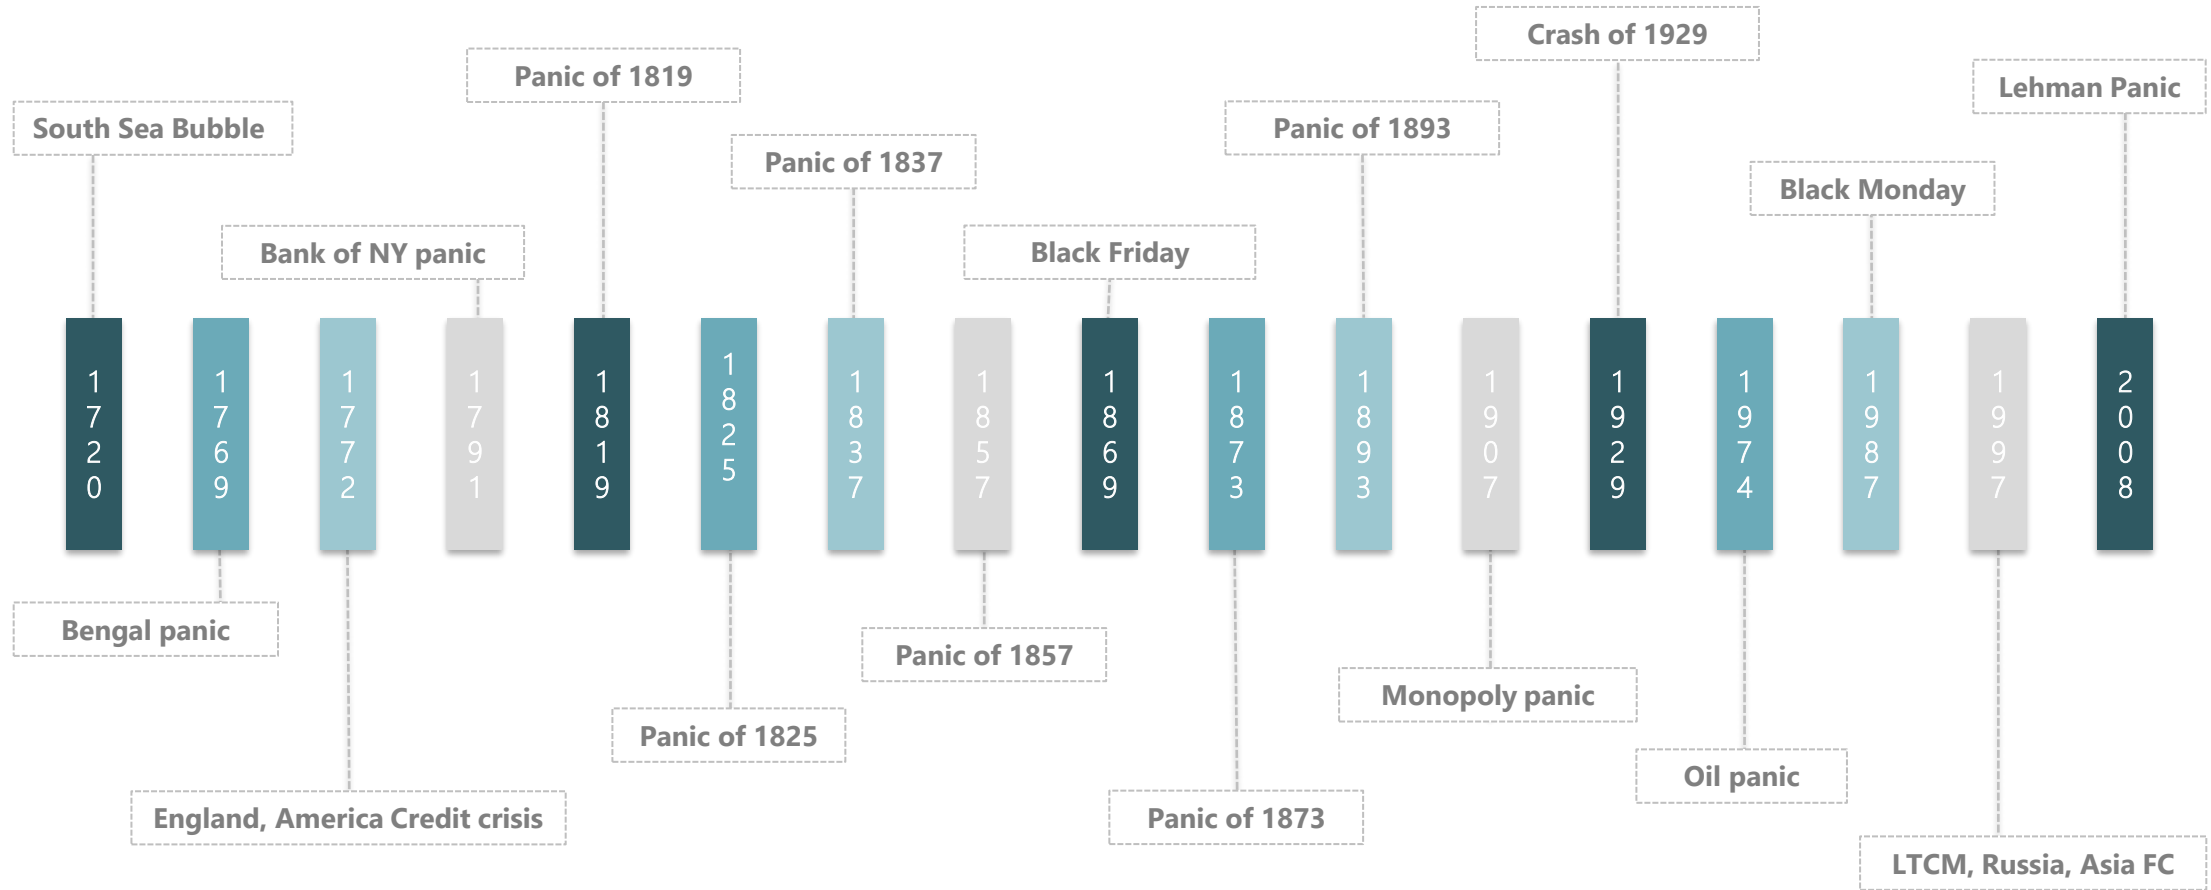 Crash of 1929
Panic of 1819
Lehman Panic
South Sea Bubble
Panic of 1893
Panic of 1837
Black Monday
Bank of NY panic
Black Friday
1720
1769
1772
1791
1819
1825
1837
1857
1869
1873
1893
1907
1929
1974
1987
1997
2008
Bengal panic
Panic of 1857
Monopoly panic
Panic of 1825
Oil panic
England, America Credit crisis
Panic of 1873
LTCM, Russia, Asia FC